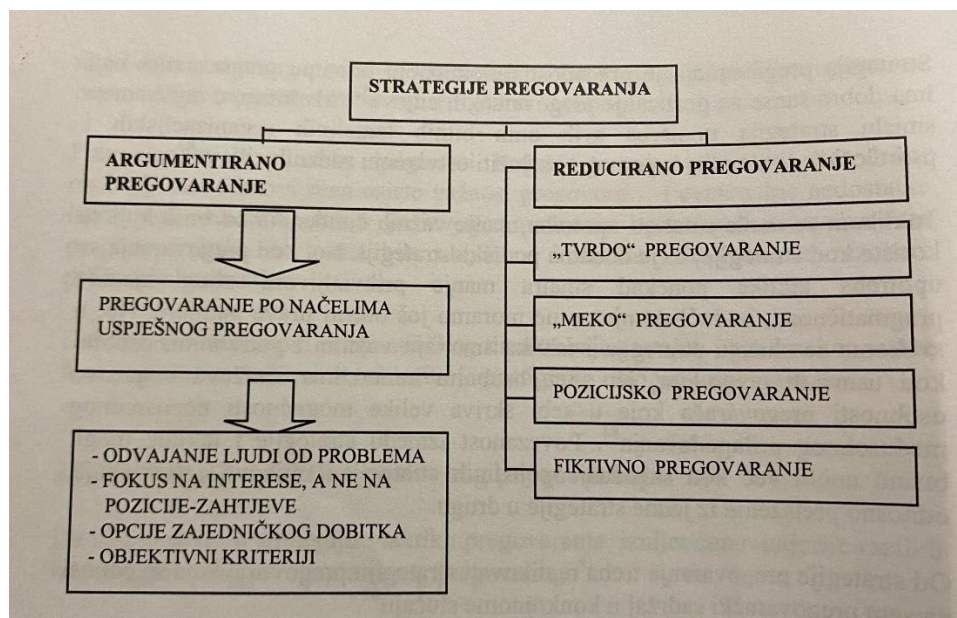 STRATEGIJE PREGOVARANJA
ARGUMENTIRANO
PREGOVARANJE
PREGOVARANJE PO NAČELIMA
USPJEŠNOG PREGOVARANJA
- ODVAJANJE LJUDI OD PROBLEMA
- FOKUS NA INTERESE, A NE NA
POZICIJE-ZAHTJEVE
- OPCIJE ZAJEDNIČKOG DOBITKA
- OBJEKTIVNI KRITERIJI
REDUCIRANO PREGOVARANJE
„TVRDO“ PREGOVARANJE
„MEKO“ PREGOVARANJE
POZICIJSKO PREGOVARANJE
FIKTIVNO PREGOVARANJE